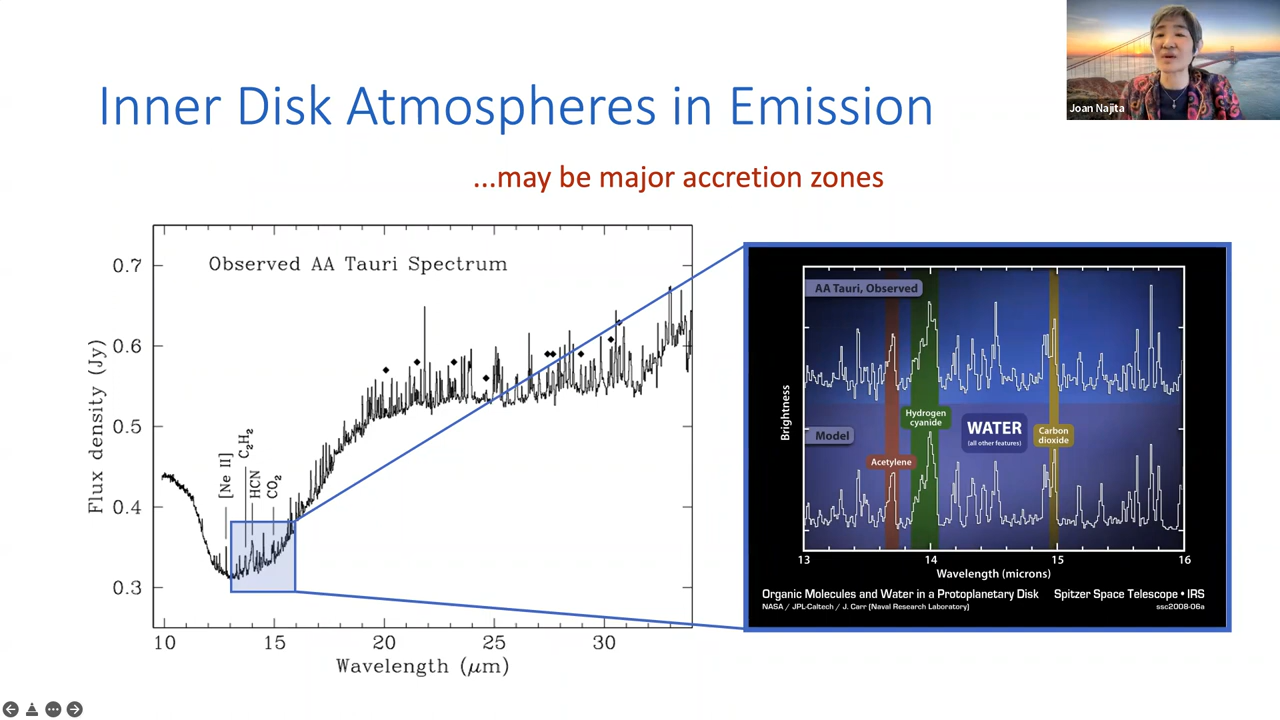 Joan Najita
Inner Disk Atmospheres in Emission
...may be major accretion zones
Observed AA Tauri Spectrum
0.7
0.6
0.5
0.4
0.3
Flux density (Jy)
[Ne II]
C₂H₂
HCN
CO₂
10
15
20
25
30
Wavelength (μm)
AA Tauri, Observed
Hydrogen
cyanide
WATER
(all other features)
Carbon
dioxide
Model
Acetylene
Brightness
13
14
15
16
Wavelength (microns)
Organic Molecules and Water in a Protoplanetary Disk
Spitzer Space Telescope • IRS
NASA / JPL-Caltech / J. Carr (Naval Research Laboratory)
ssc2008-06a